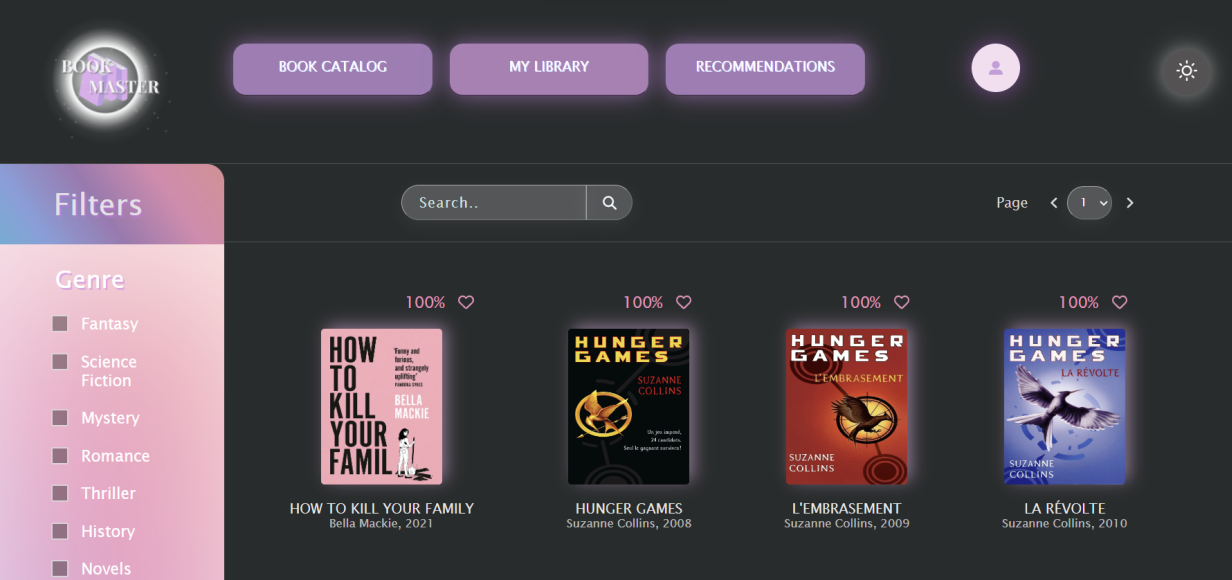 BOOK
MASTER
BOOK CATALOG
MY LIBRARY
RECOMMENDATIONS
Filters
Search..
Page
1
Genre
Fantasy
Science
Fiction
Mystery
Romance
Thriller
History
Novels
100%
HOW
TO
KILL
YOUR
FAMIL
'Funny and
furious,
and strangely
uplifting'
PANDORA SYKES
BELLA
MACKIE
HOW TO KILL YOUR FAMILY
Bella Mackie, 2021
100%
HUNGER
GAMES
SUZANNE
COLLINS
Un jeu imposé,
24 candidats.
Seul le gagnant survivra!
HUNGER GAMES
Suzanne Collins, 2008
100%
HUNGER
GAMES
L'EMBRASEMENT
SUZANNE
COLLINS
L'EMBRASEMENT
Suzanne Collins, 2009
100%
HUNGER
GAMES
LA RÉVOLTE
SUZANNE
COLLINS
LA RÉVOLTE
Suzanne Collins, 2010